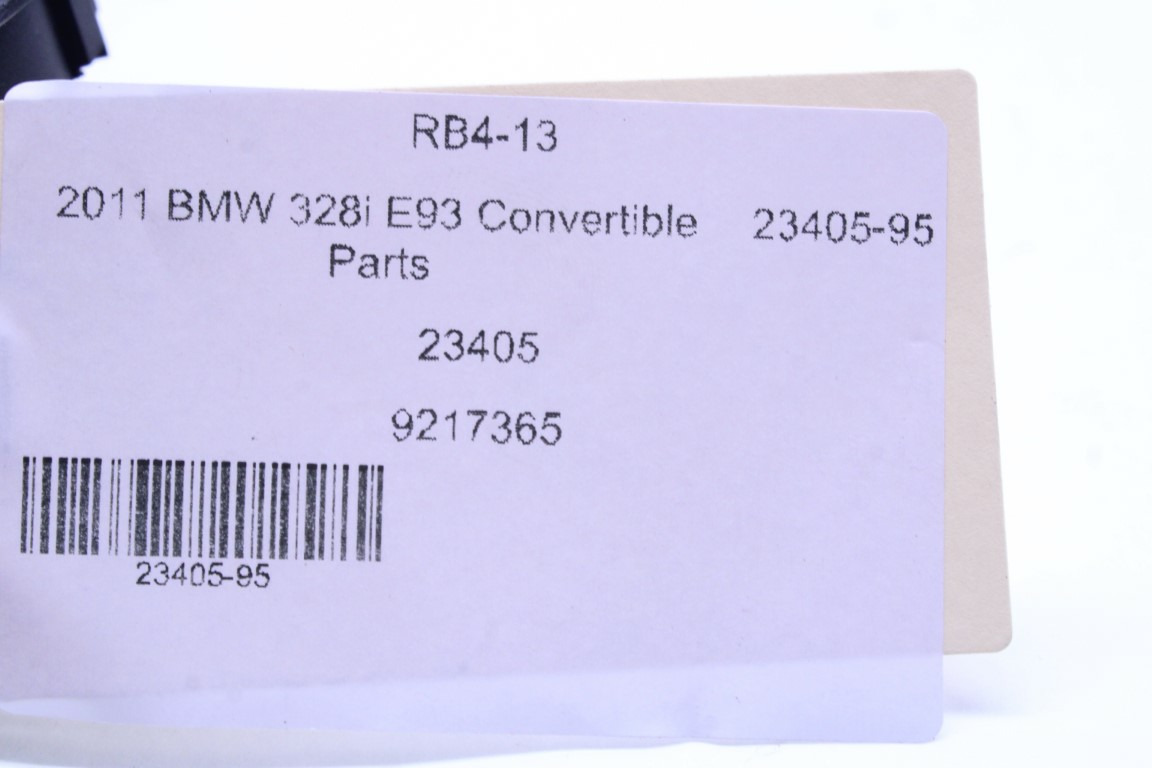 RB4-13
2011 BMW 328i E93 Convertible 23405-95
Parts
23405
9217365
23405-95